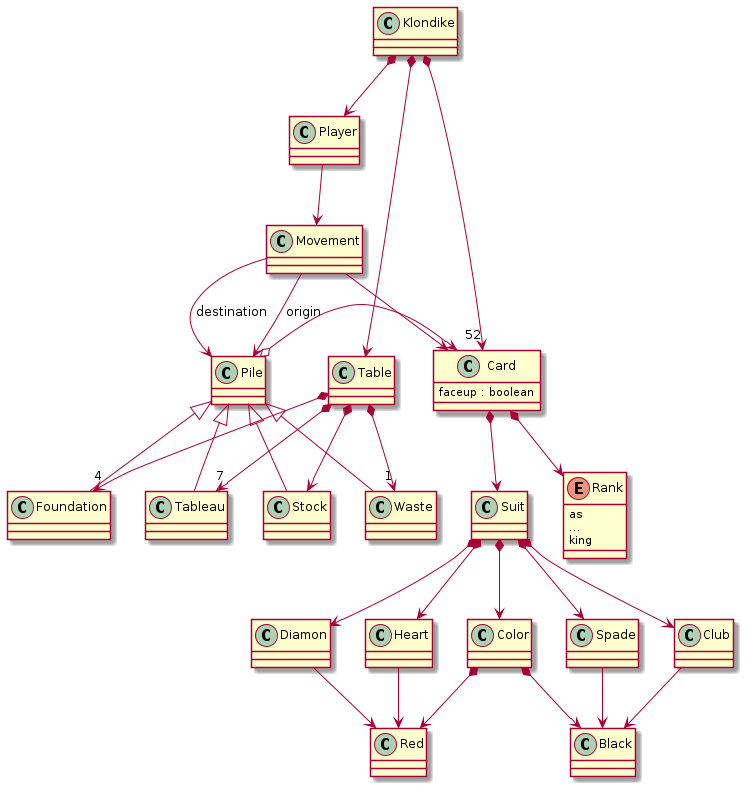 C Klondike
C Player
C Movement
destination
origin
52
C Pile
C Table
C Card
faceup : boolean
4
7
1
C Foundation
C Tableau
C Stock
C Waste
C Suit
E Rank
as
...
king
C Diamon
C Heart
C Color
C Spade
C Club
C Red
C Black